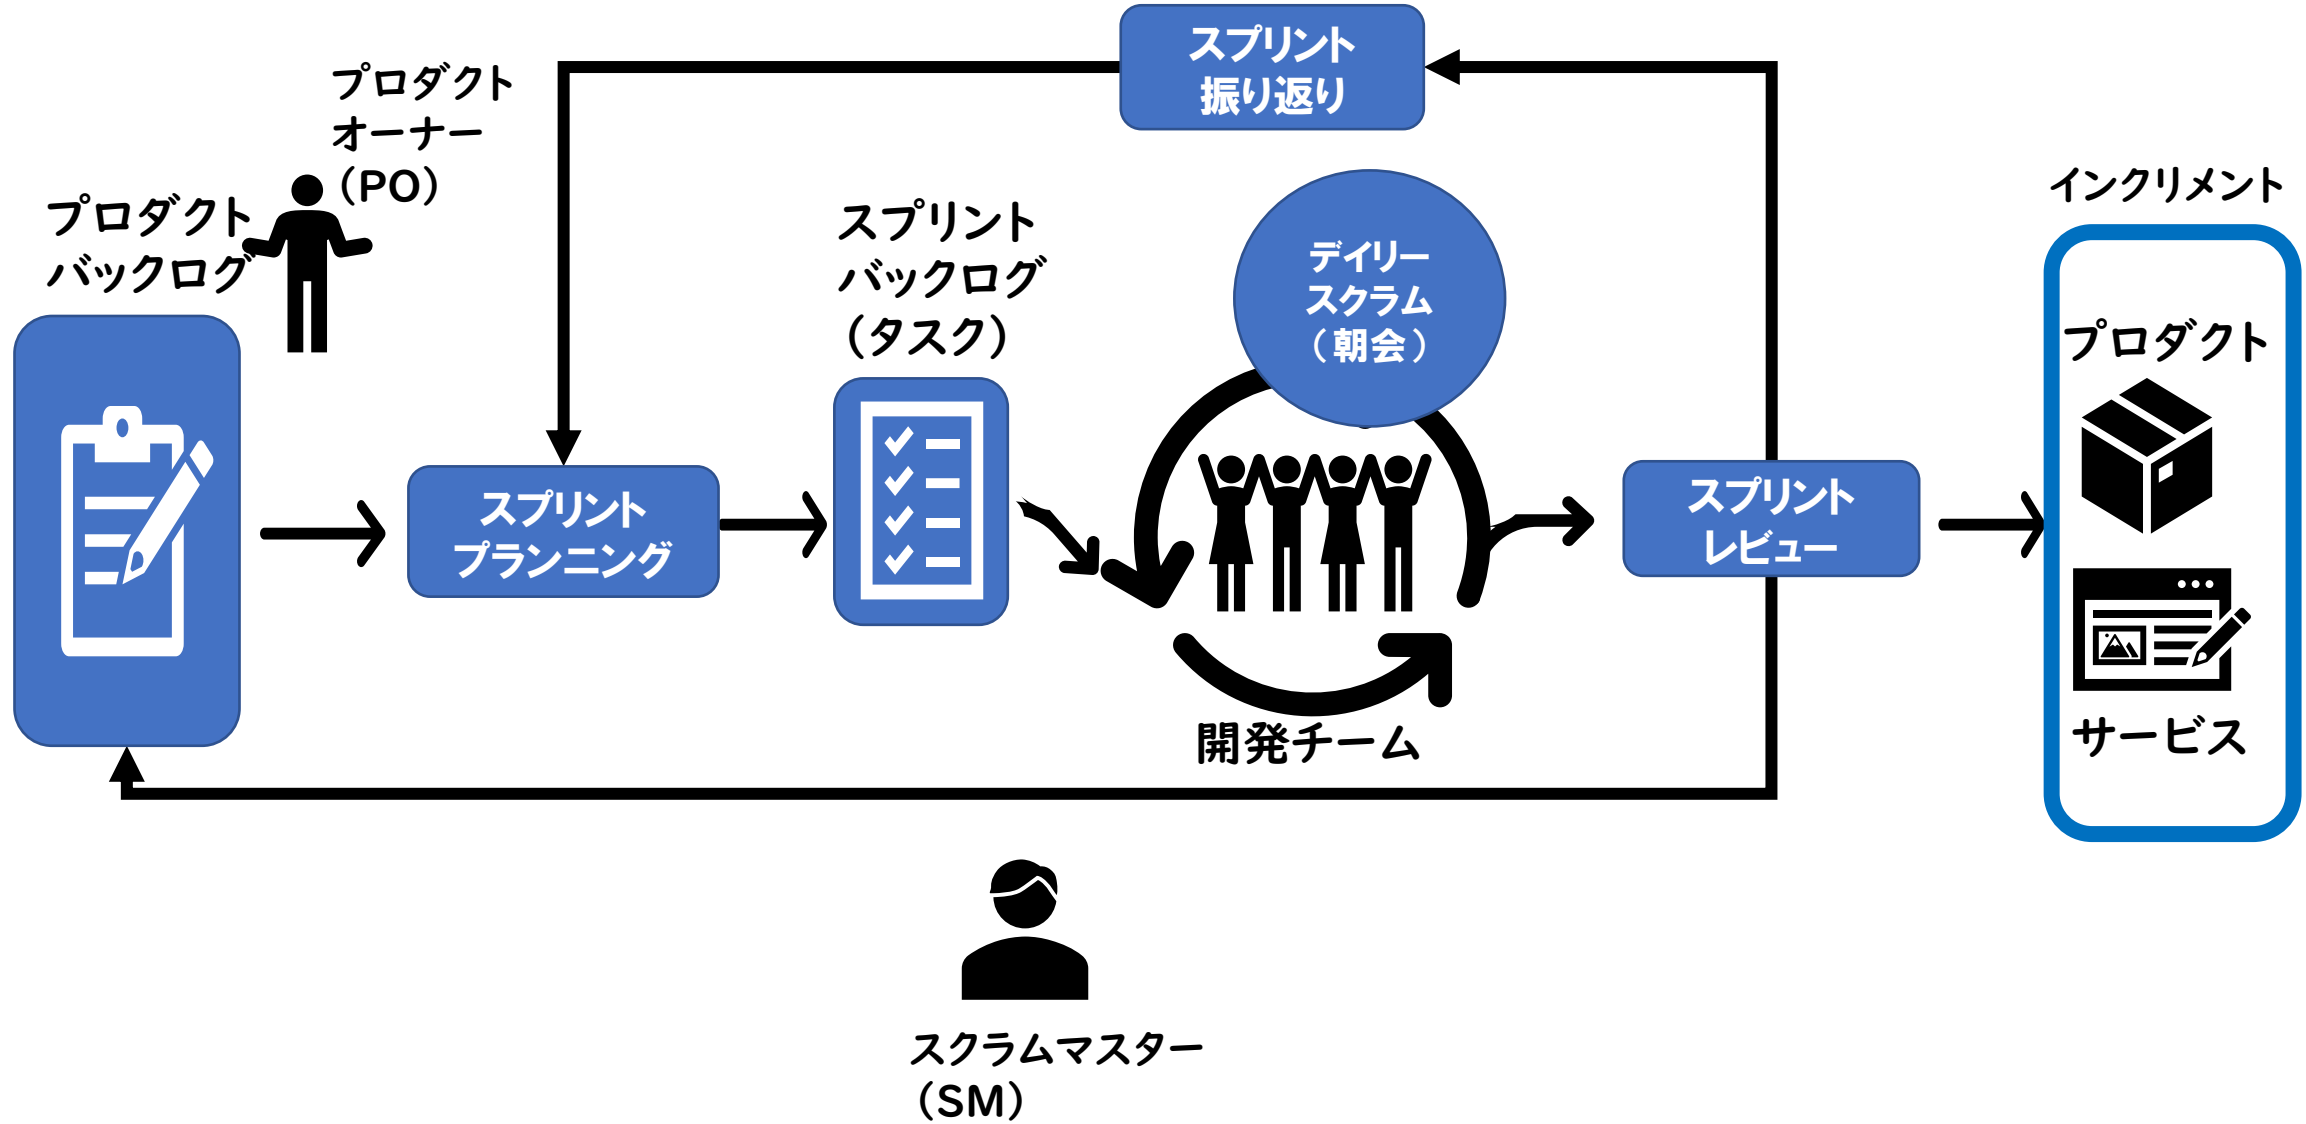 スプリント
振り返り
プロダクト
オーナー
（PO）
プロダクト
バックログ
スプリント
バックログ
（タスク）
デイリー
スクラム
（朝会）
インクリメント
プロダクト
スプリント
プランニング
スプリント
レビュー
サービス
開発チーム
スクラムマスター
（SM）